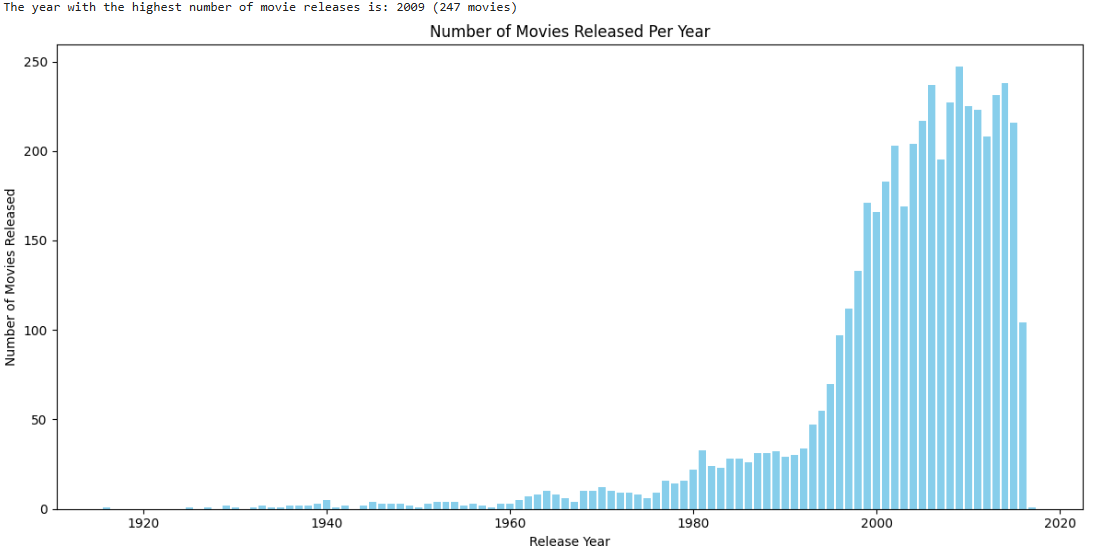 The year with the highest number of movie releases is: 2009 (247 movies)
Number of Movies Released Per Year
Number of Movies Released
250
200
150
100
50
0
1920 1940 1960 1980 2000 2020
Release Year